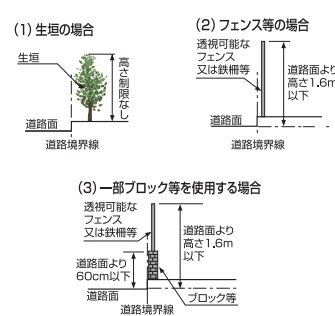 (1) 生垣の場合
生垣
高さ制限なし
道路面
道路境界線
(2) フェンス等の場合
透視可能な
フェンス
又は鉄柵等
道路面より
高さ1.6m
以下
道路面
道路境界線
(3) 一部ブロック等を使用する場合
透視可能な
フェンス
又は鉄柵等
道路面より
高さ1.6m
以下
道路面より
60cm以下
道路面
ブロック等
道路境界線